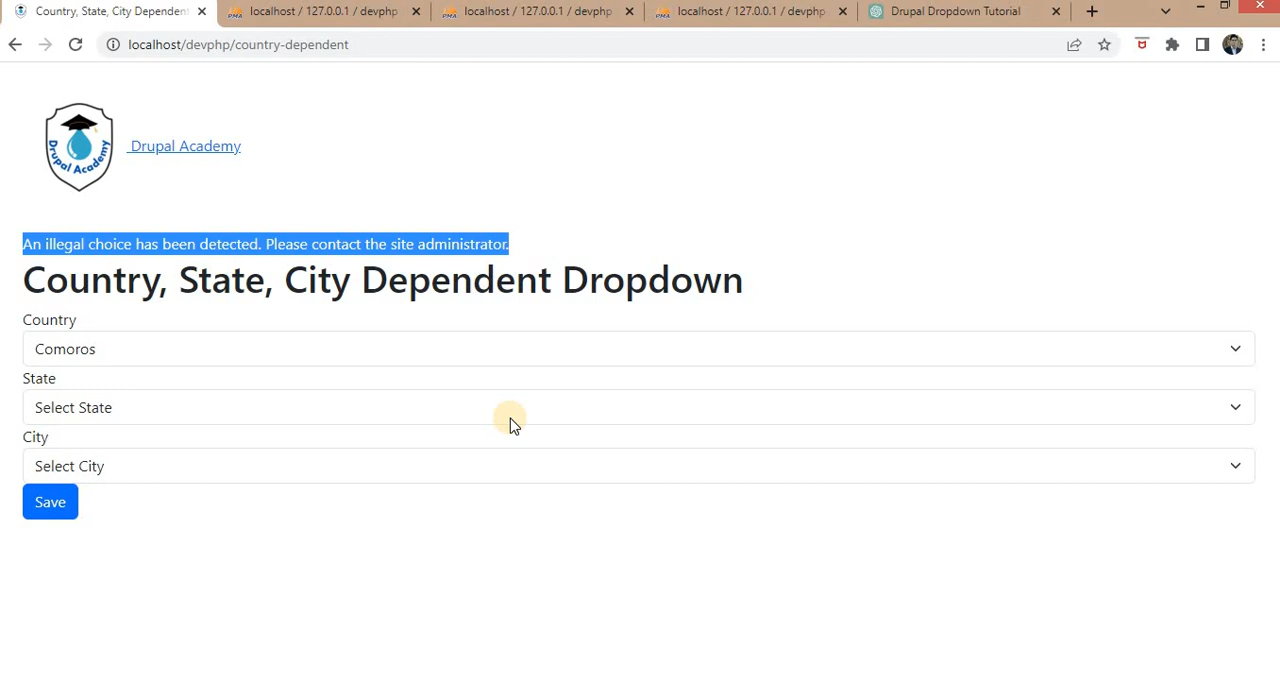 Country, State, City Dependent
localhost / 127.0.0.1 / devphp
localhost / 127.0.0.1 / devphp
localhost / 127.0.0.1 / devphp
Drupal Dropdown Tutorial
localhost/devphp/country-dependent
Drupal Academy
Drupal Academy
An illegal choice has been detected. Please contact the site administrator.
Country, State, City Dependent Dropdown
Country
Comoros
State
Select State
City
Select City
Save